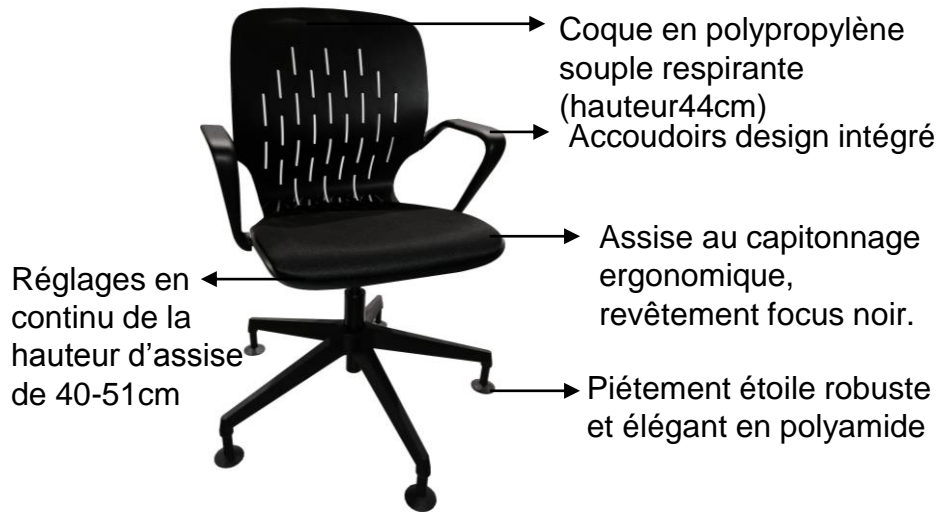 Coque en polypropylène
souple respirante
(hauteur44cm)
Accoudoirs design intégré
Assise au capitonnage
ergonomique,
revêtement focus noir.
Réglages en
continu de la
hauteur d’assise
de 40-51cm
Piétement étoile robuste
et élégant en polyamide